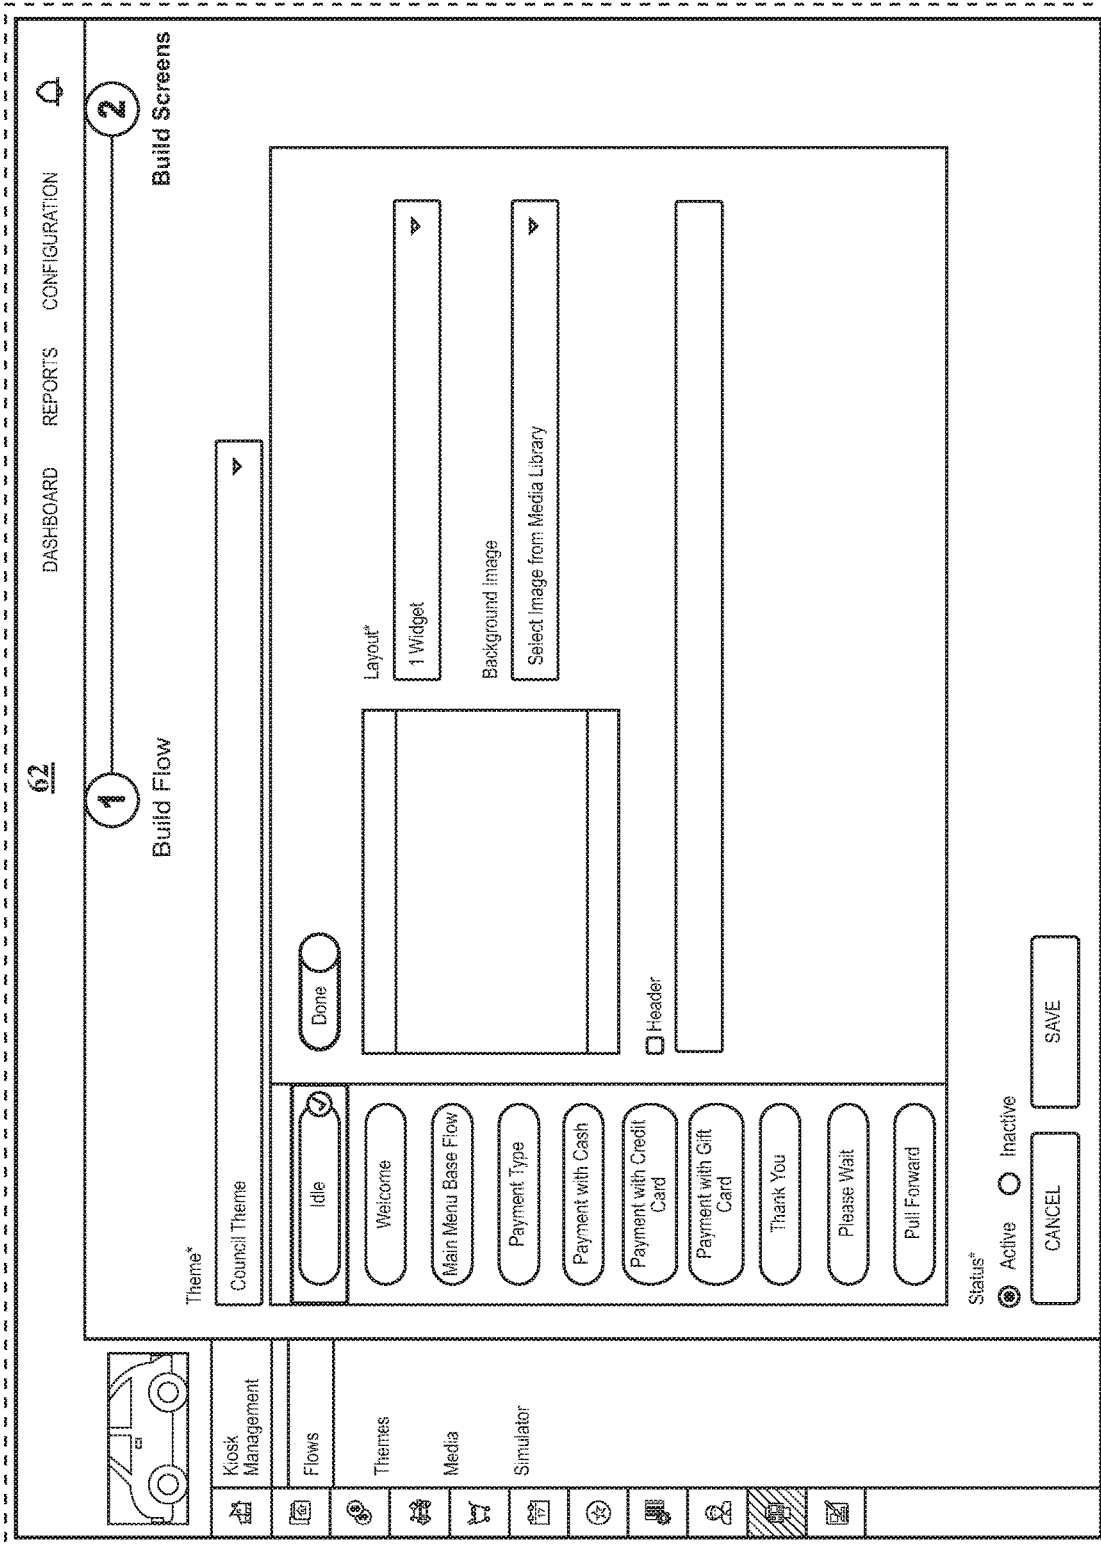 62
DASHBOARD REPORTS CONFIGURATION
1
2
Build Flow
Build Screens
Kiosk
Management
Flows
Themes
Media
Simulator
17
Theme*
Council Theme
Idle
Welcome
Main Menu Base Flow
Payment Type
Payment with Cash
Payment with Credit
Card
Payment with Gift
Card
Thank You
Please Wait
Pull Forward
Done
Layout*
1 Widget
Background Image
Select Image from Media Library
Header
Status*
Active
Inactive
CANCEL
SAVE